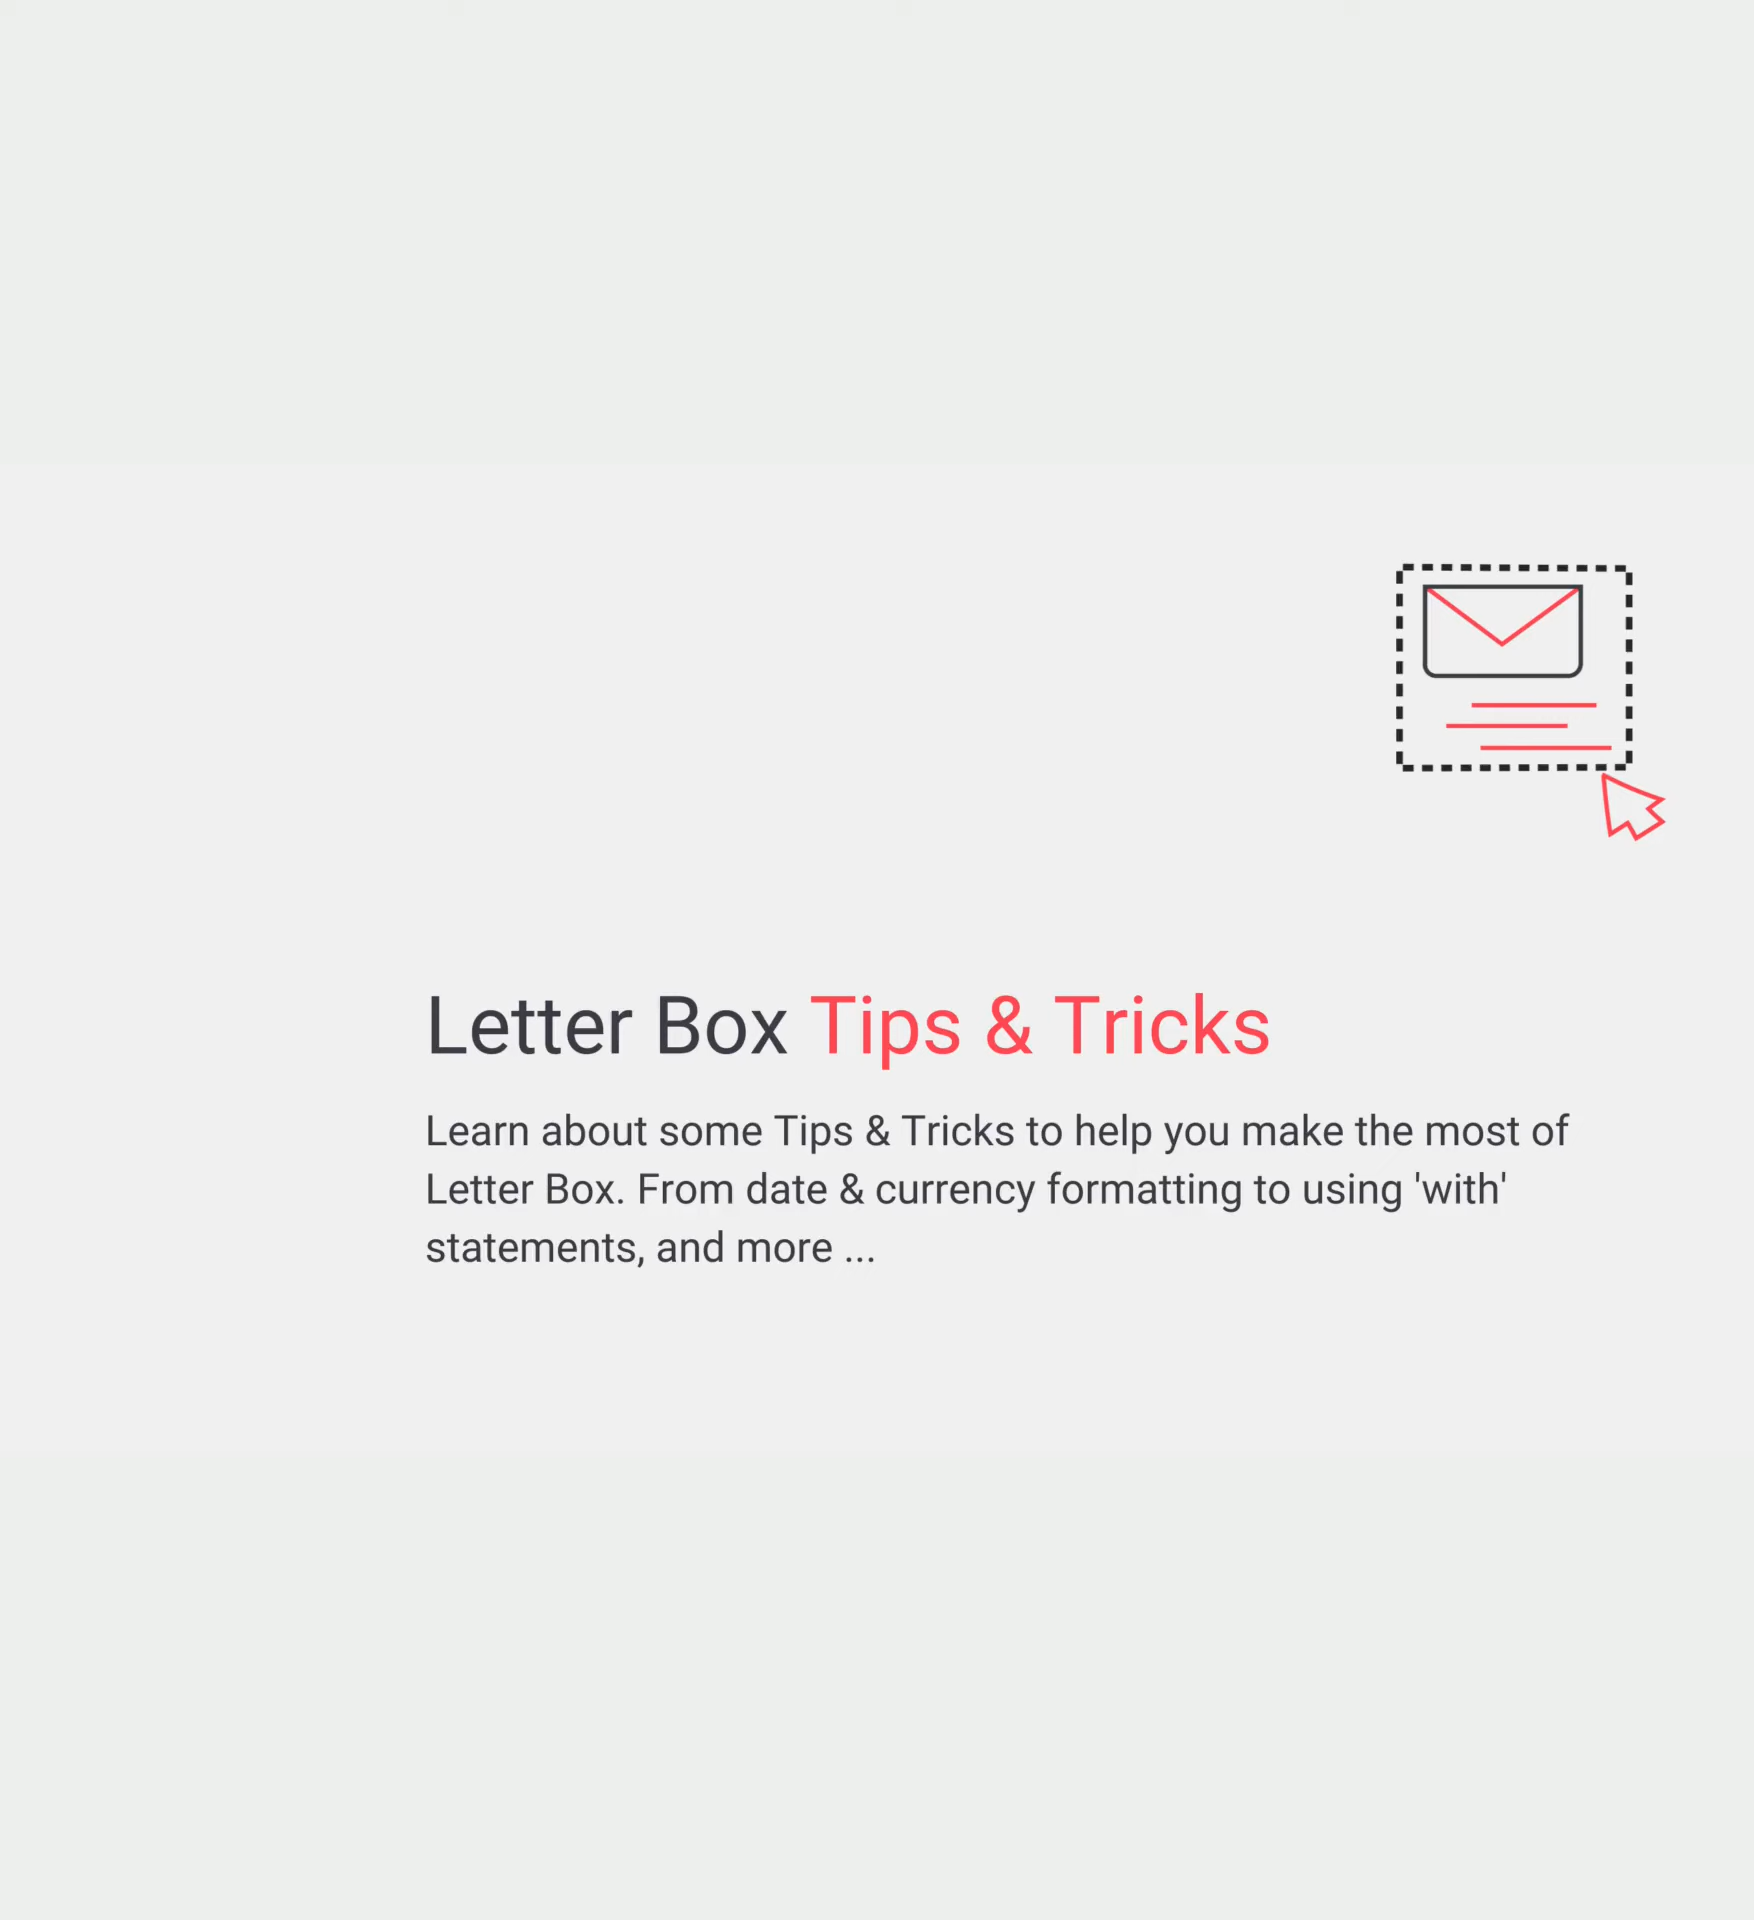 Letter Box Tips & Tricks
Learn about some Tips & Tricks to help you make the most of
Letter Box. From date & currency formatting to using 'with'
statements, and more ...